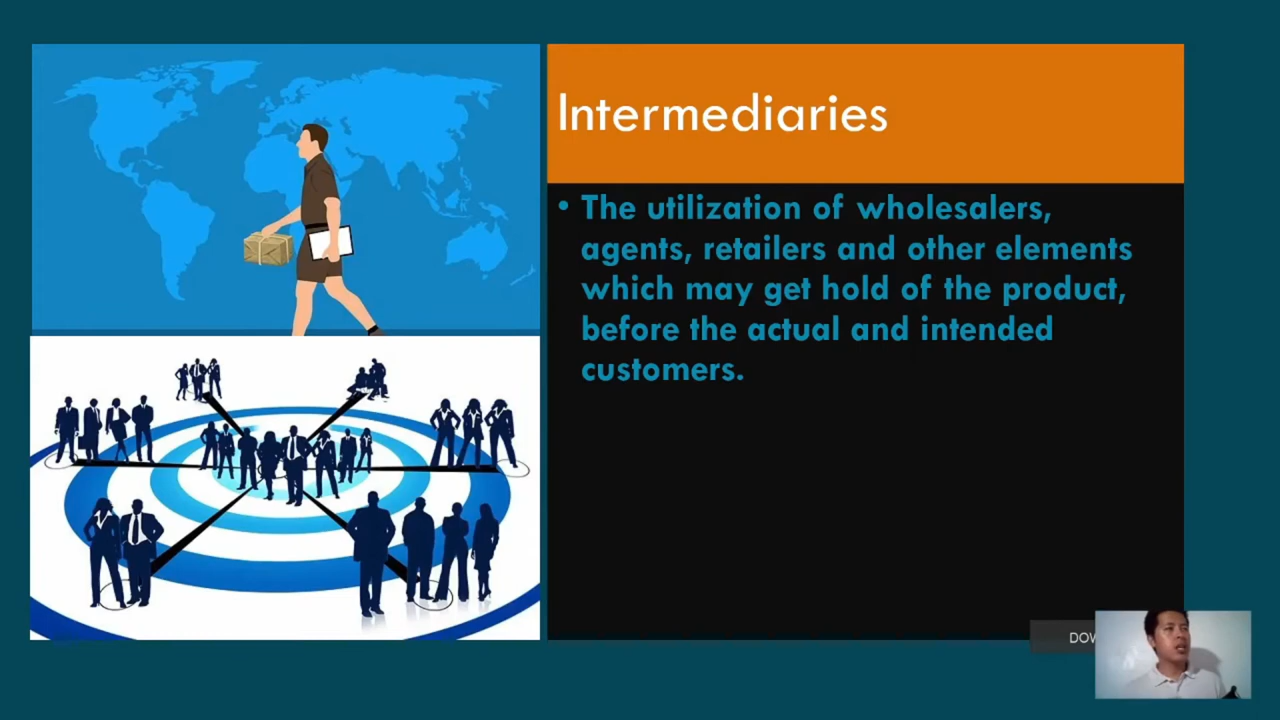 Intermediaries
• The utilization of wholesalers,
agents, retailers and other elements
which may get hold of the product,
before the actual and intended
customers.